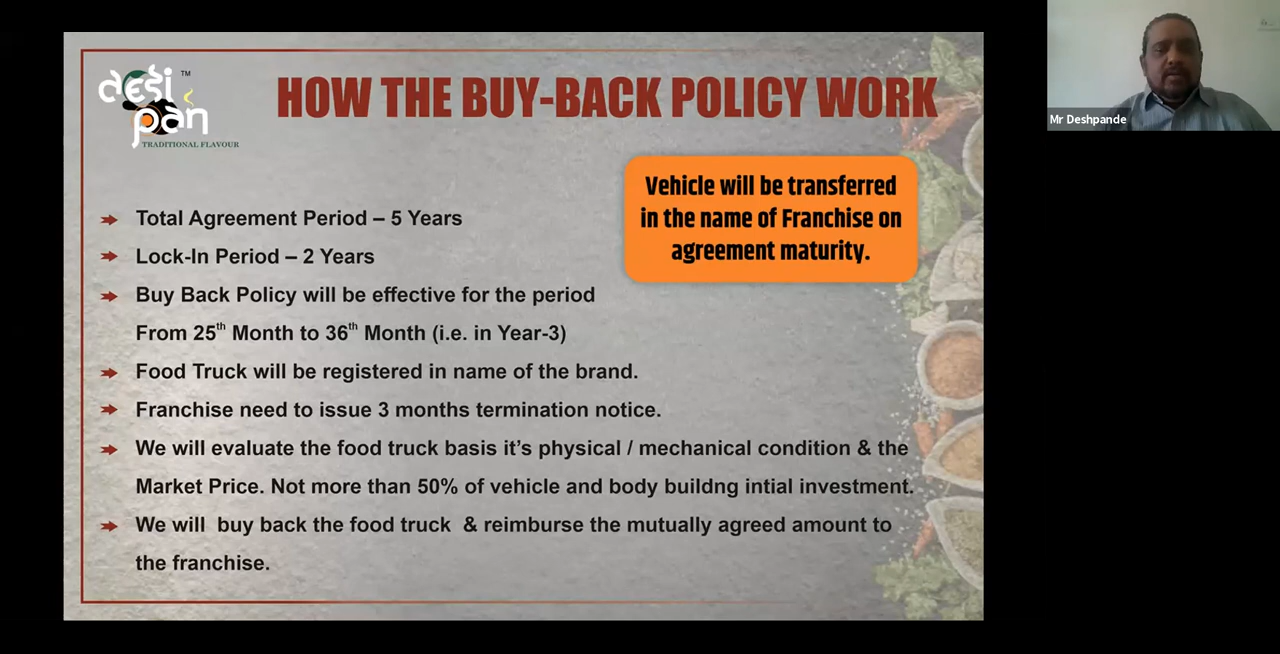 desi
pan
TM
TRADITIONAL FLAVOUR
HOW THE BUY-BACK POLICY WORK
Vehicle will be transferred
in the name of Franchise on
agreement maturity.
Total Agreement Period – 5 Years
Lock-In Period – 2 Years
Buy Back Policy will be effective for the period
From 25th Month to 36th Month (i.e. in Year-3)
Food Truck will be registered in name of the brand.
Franchise need to issue 3 months termination notice.
We will evaluate the food truck basis it's physical / mechanical condition & the
Market Price. Not more than 50% of vehicle and body buildng intial investment.
We will buy back the food truck & reimburse the mutually agreed amount to
the franchise.
Mr Deshpande